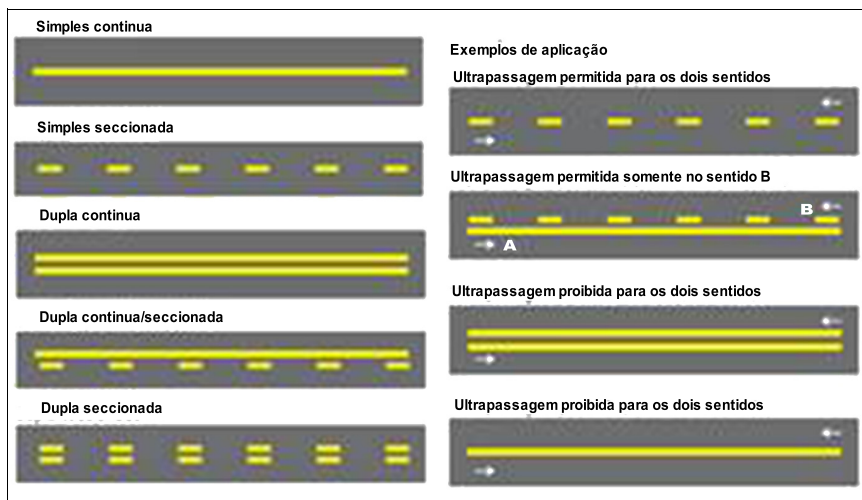 Simples continua
Simples seccionada
Dupla continua
Dupla continua/seccionada
Dupla seccionada
Exemplos de aplicação
Ultrapassagem permitida para os dois sentidos
Ultrapassagem permitida somente no sentido B
B
A
Ultrapassagem proibida para os dois sentidos
Ultrapassagem proibida para os dois sentidos